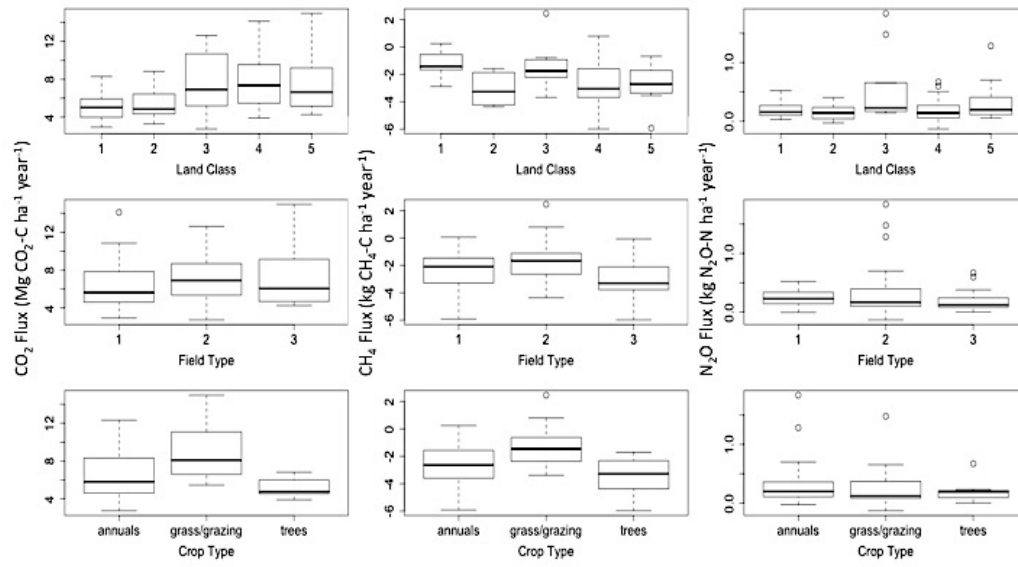 CO₂ Flux (Mg CO₂-C ha⁻¹ year⁻¹)
12
8
4
1 2 3 4 5
Land Class
12
8
4
1 2 3
Field Type
12
8
4
annuals grass/grazing trees
Crop Type
CH₄ Flux (kg CH₄-C ha⁻¹ year⁻¹)
2
0
-2
-4
-6
1 2 3 4 5
Land Class
2
0
-2
-4
-6
1 2 3
Field Type
2
0
-2
-4
-6
annuals grass/grazing trees
Crop Type
N₂O Flux (kg N₂O-N ha⁻¹ year⁻¹)
1.0
0.0
1 2 3 4 5
Land Class
1.0
0.0
1 2 3
Field Type
1.0
0.0
annuals grass/grazing trees
Crop Type